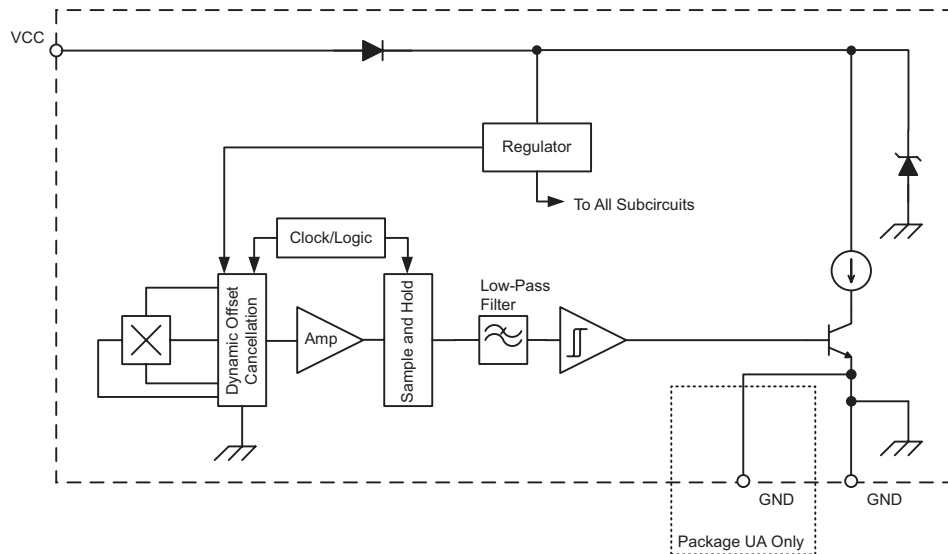 VCC
Regulator
To All Subcircuits
Clock/Logic
Dynamic Offset
Cancellation
Amp
Sample and Hold
Low-Pass
Filter
GND
GND
Package UA Only